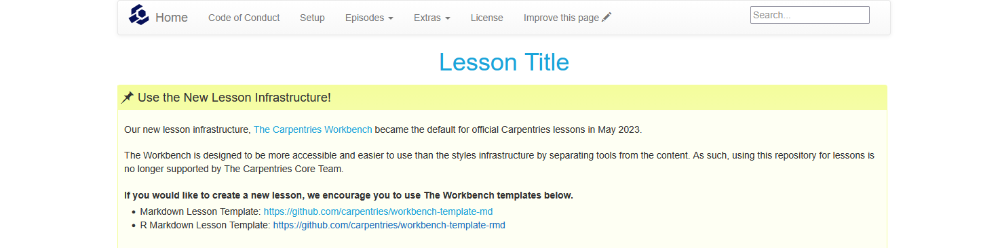 Home Code of Conduct Setup Episodes Extras License Improve this page Search...
Lesson Title
Use the New Lesson Infrastructure!
Our new lesson infrastructure, The Carpentries Workbench became the default for official Carpentries lessons in May 2023.
The Workbench is designed to be more accessible and easier to use than the styles infrastructure by separating tools from the content. As such, using this repository for lessons is
no longer supported by The Carpentries Core Team.
If you would like to create a new lesson, we encourage you to use The Workbench templates below.
• Markdown Lesson Template: https://github.com/carpentries/workbench-template-md
• R Markdown Lesson Template: https://github.com/carpentries/workbench-template-rmd